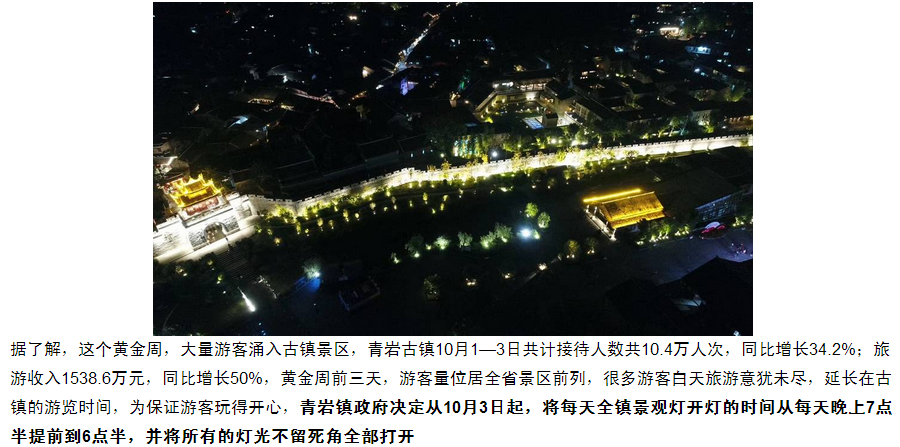 据了解，这个黄金周，大量游客涌入古镇景区，青岩古镇10月1—3日共计接待人数共10.4万人次，同比增长34.2%；旅
游收入1538.6万元，同比增长50%，黄金周前三天，游客量位居全省景区前列，很多游客白天旅游意犹未尽，延长在古
镇的游览时间，为保证游客玩得开心，青岩镇政府决定从10月3日起，将每天全镇景观灯开灯的时间从每天晚上7点
半提前到6点半，并将所有的灯光不留死角全部打开